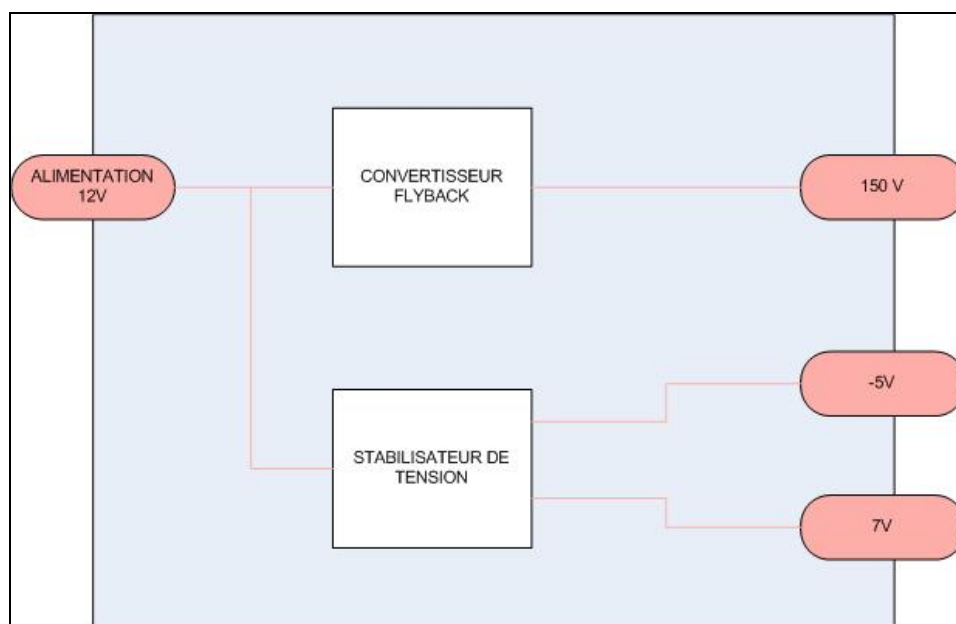 ALIMENTATION
12V
CONVERTISSEUR
FLYBACK
150 V
-5V
STABILISATEUR DE
TENSION
7V